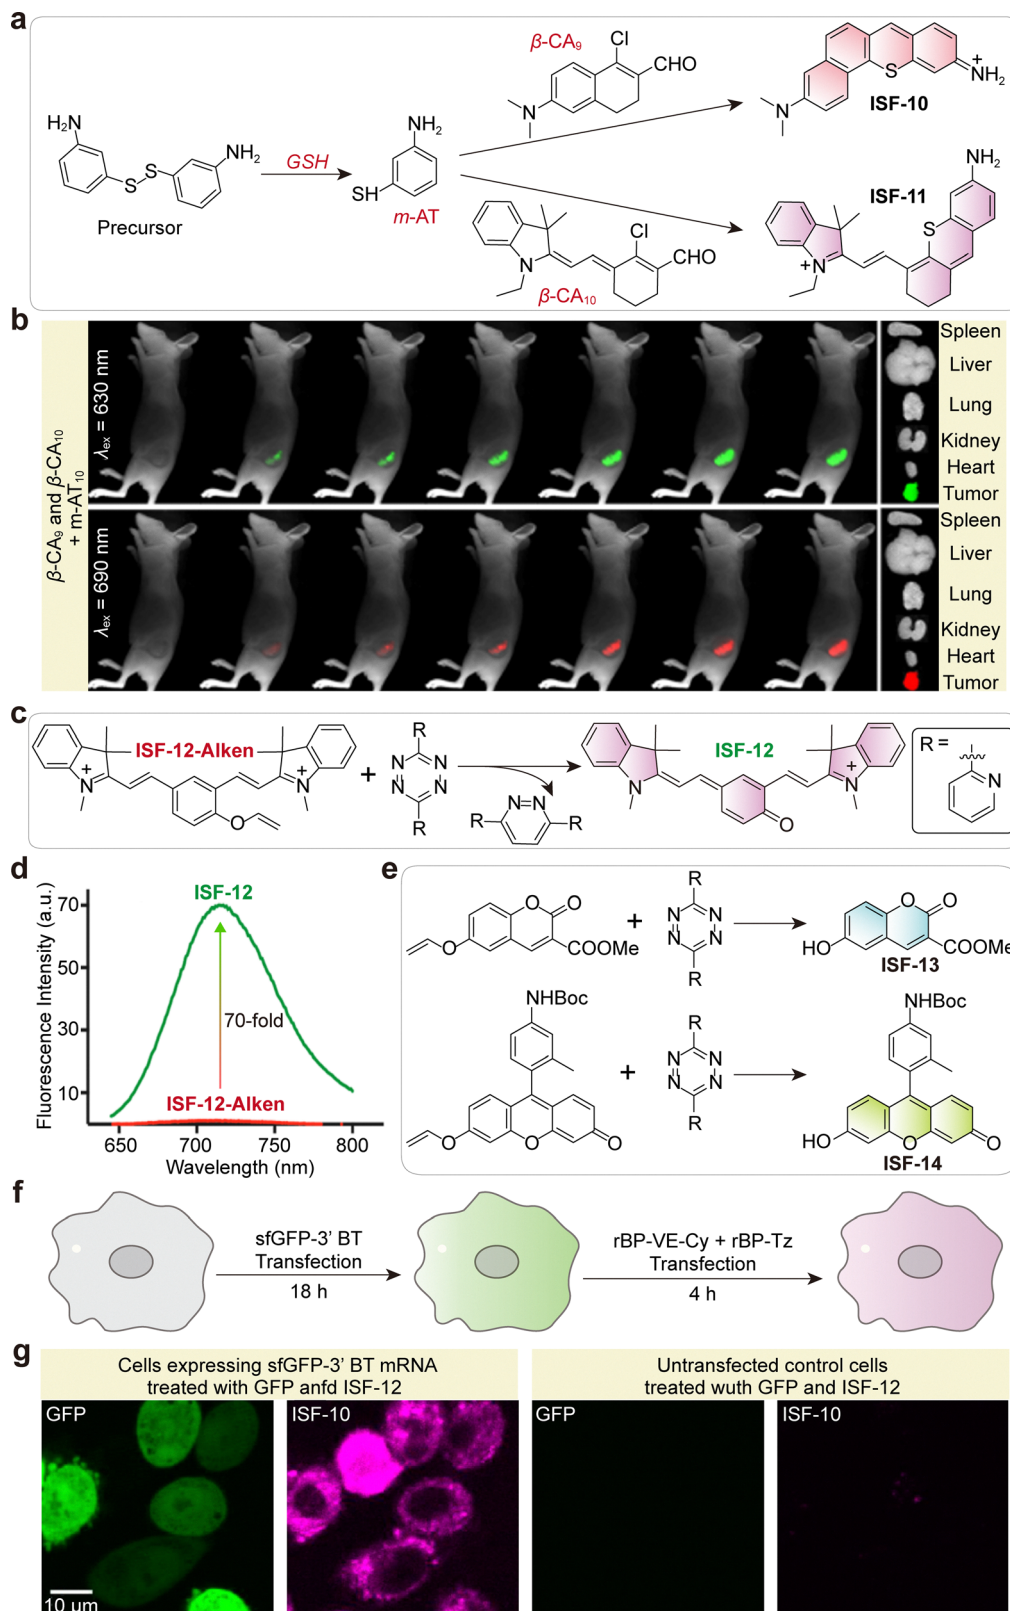 a
H₂N
S
S
NH₂
Precursor
GSH
NH₂
SH
m-AT
β-CA₉
Cl
CHO
N
S
+
NH₂
N
ISF-10
Cl
CHO
N
β-CA₁₀
NH₂
ISF-11
S
+N
b
β-CA₉ and β-CA₁₀
+ m-AT₁₀
λex = 630 nm
Spleen
Liver
Lung
Kidney
Heart
Tumor
λex = 690 nm
Spleen
Liver
Lung
Kidney
Heart
Tumor
c
ISF-12-Alken
+
N
+
N
O
+
R
N N
N N
R
N=N
R R
ISF-12
N
+
N
O
R =
N
d
Fluorescence Intensity (a.u.)
70
50
30
10
ISF-12
70-fold
ISF-12-Alken
650 700 750 800
Wavelength (nm)
e
O O
O
COOMe
+
R
N N
N N
R
O O
HO
COOMe
ISF-13
NHBoc
O O O
+
R
N N
N N
R
NHBoc
HO O O
ISF-14
f
sfGFP-3' BT
Transfection
18 h
rBP-VE-Cy + rBP-Tz
Transfection
4 h
g
Cells expressing sfGFP-3' BT mRNA
treated with GFP anfd ISF-12
Untransfected control cells
treated wuth GFP and ISF-12
GFP
ISF-10
GFP
ISF-10
10 μm